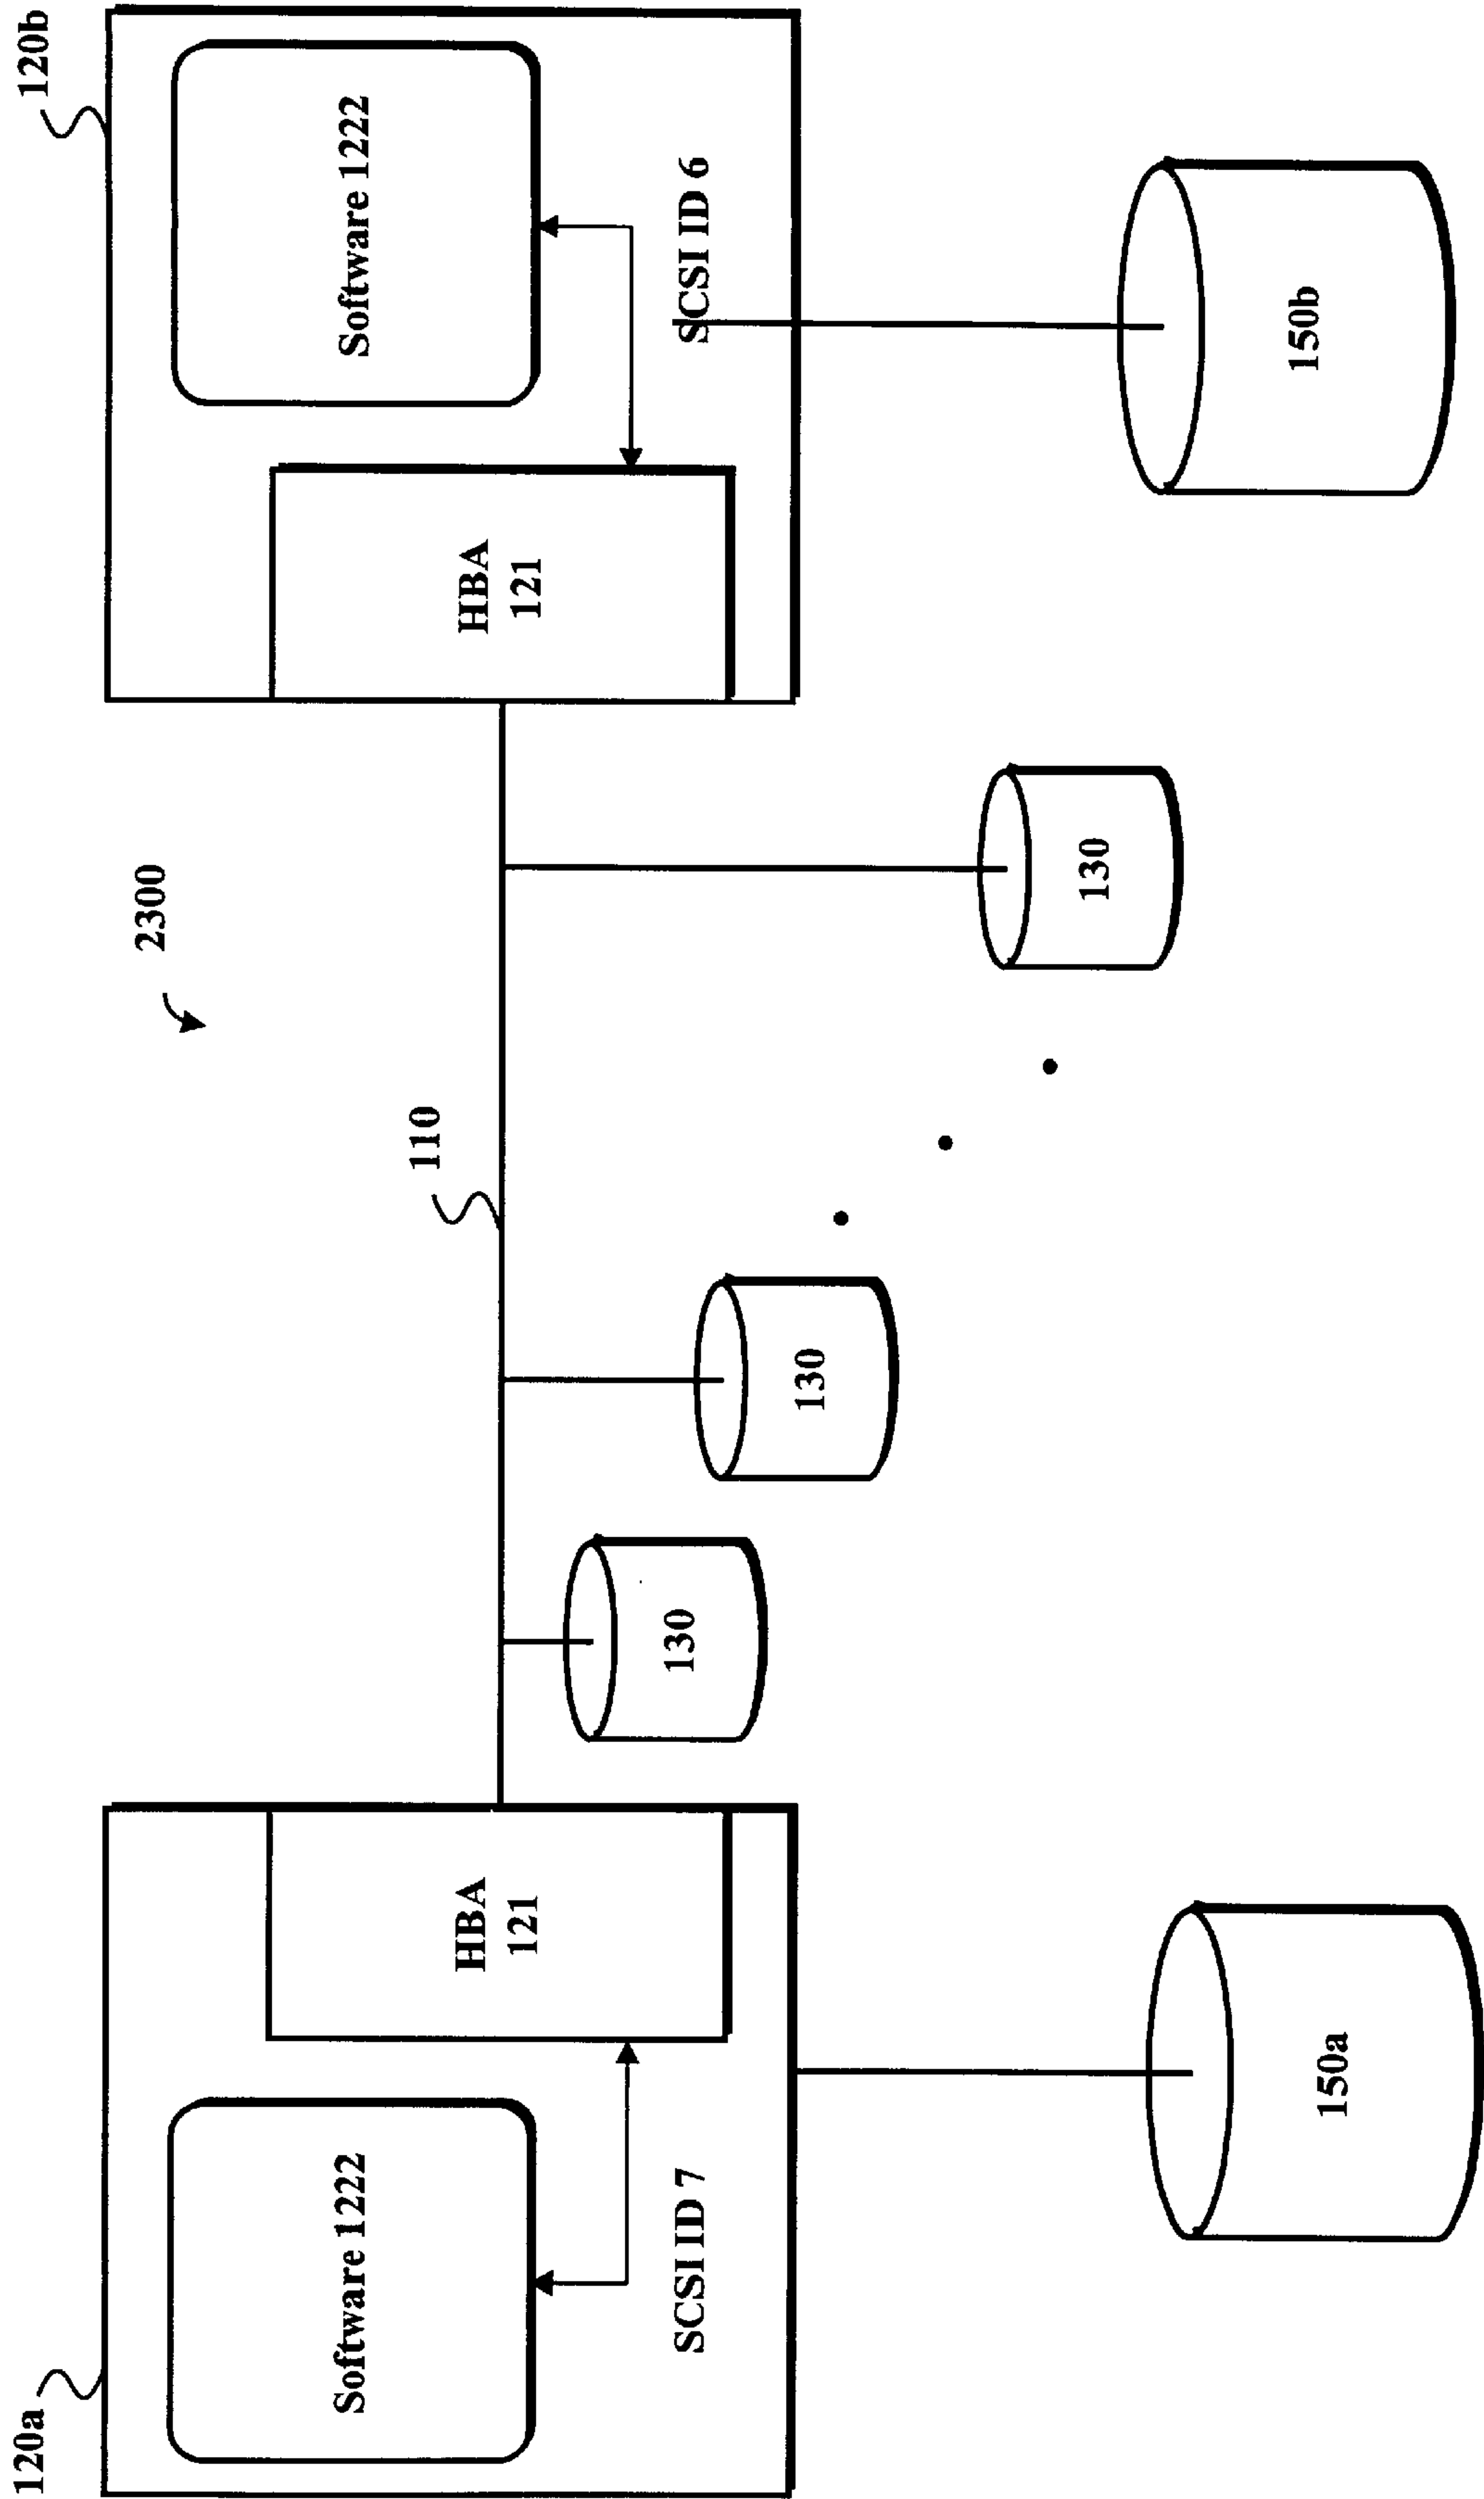 2300
120a
120b
110
Software 1222
HBA
121
SCSI ID 7
HBA
121
Software 1222
SCSI ID 6
130
130
130
150a
150b